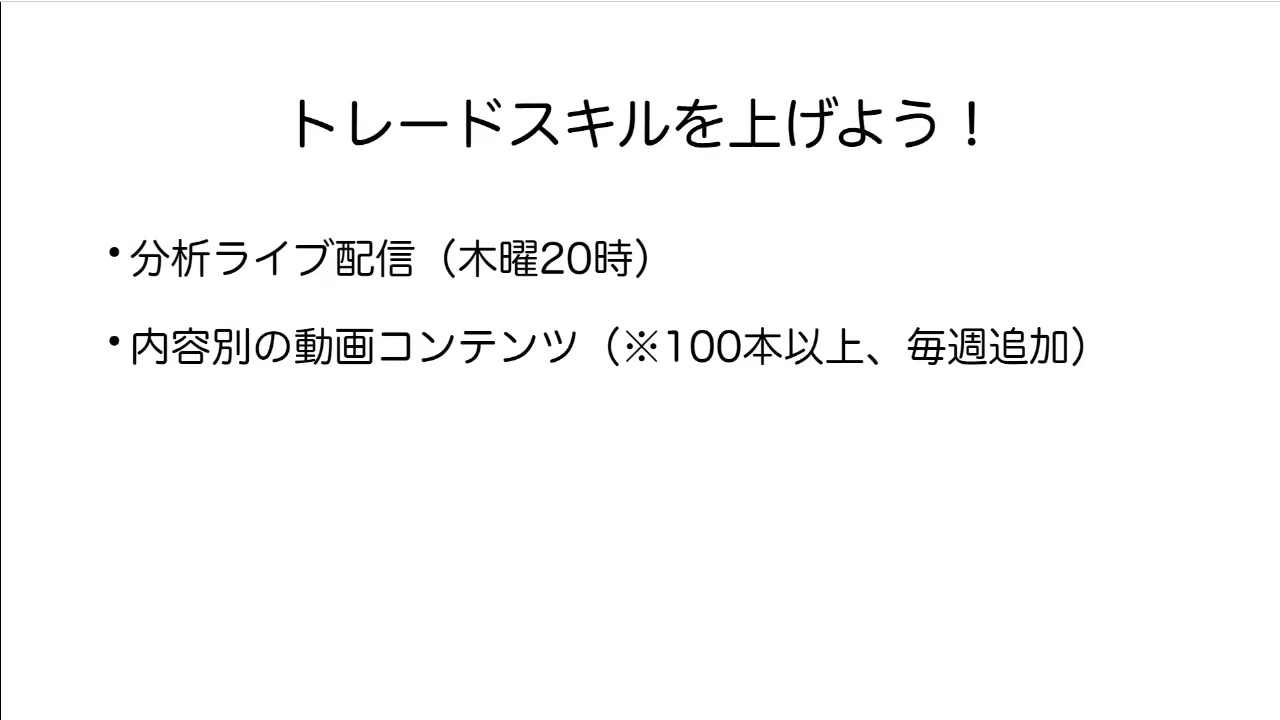 トレードスキルを上げよう！
•分析ライブ配信（木曜20時）
•内容別の動画コンテンツ（※100本以上、毎週追加）